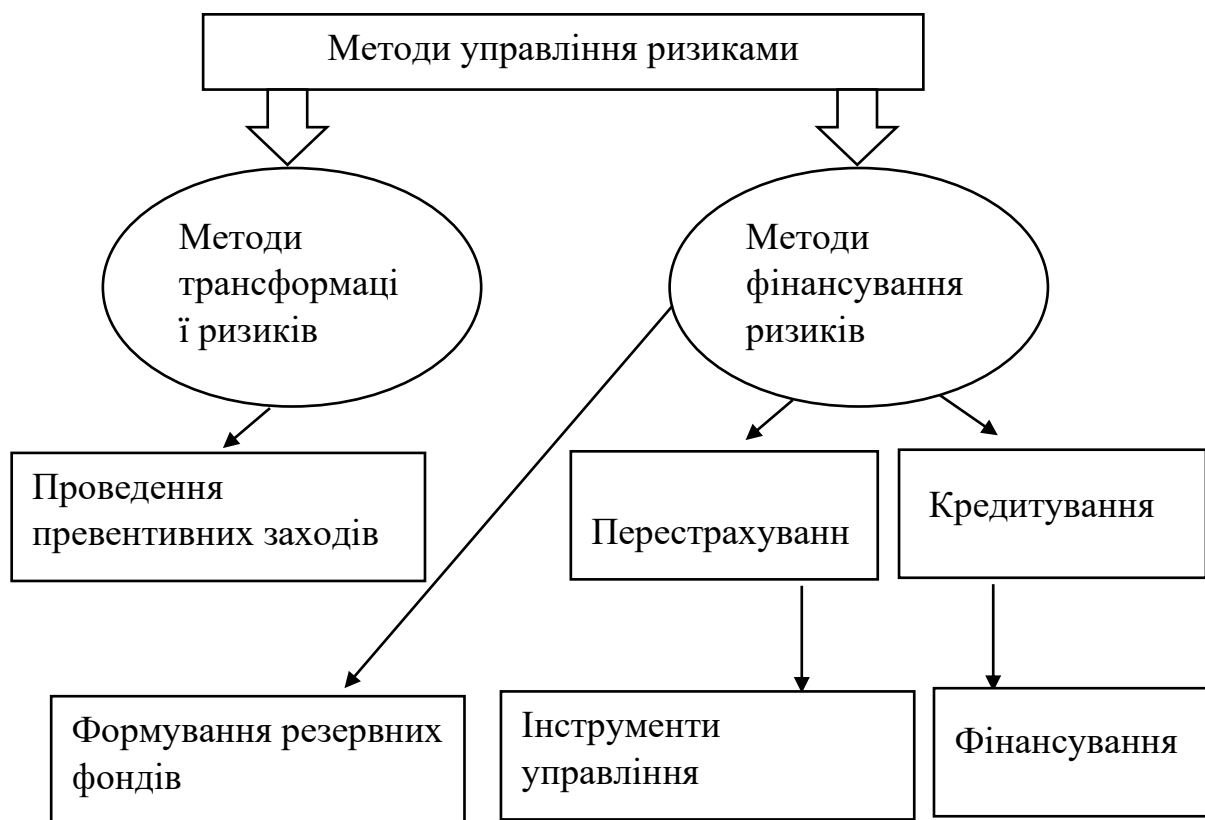 Методи управління ризиками
Методи
трансформаці
ї ризиків
Методи
фінансування
ризиків
Проведення
превентивних заходів
Перестрахуванн
Кредитування
Формування резервних
фондів
Інструменти
управління
Фінансування